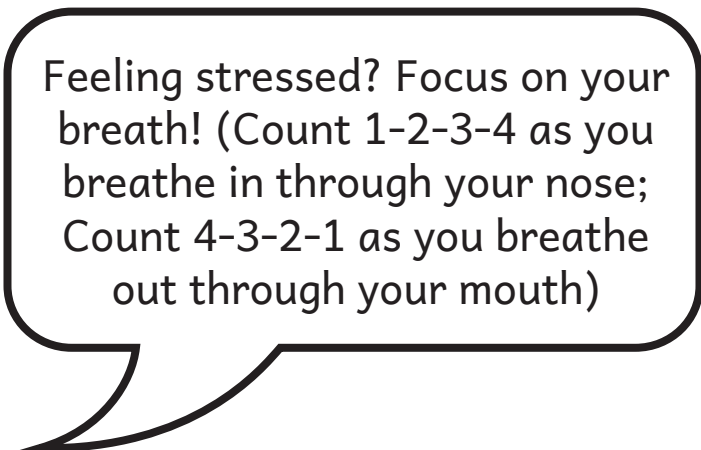 Feeling stressed? Focus on your
breath! (Count 1-2-3-4 as you
breathe in through your nose;
Count 4-3-2-1 as you breathe
out through your mouth)